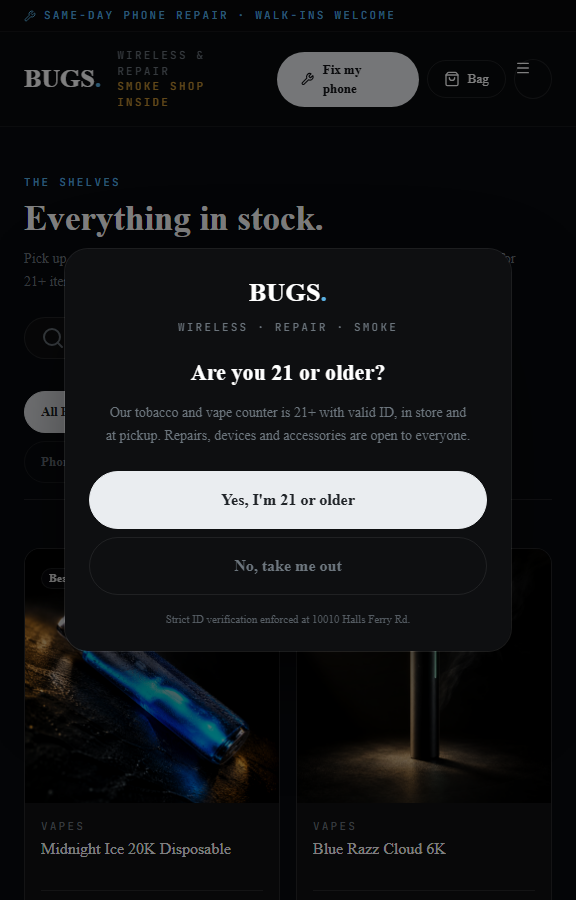 SAME-DAY PHONE REPAIR · WALK-INS WELCOME
BUGS.
WIRELESS &
REPAIR
SMOKE SHOP
INSIDE
Fix my
phone
Bag
THE SHELVES
Everything in stock.
Pick up
or
21+
All
BUGS.
WIRELESS · REPAIR · SMOKE
Are you 21 or older?
Our tobacco and vape counter is 21+ with valid ID, in store and
at pickup. Repairs, devices and accessories are open to everyone.
Yes, I'm 21 or older
No, take me out
Strict ID verification enforced at 10010 Halls Ferry Rd.
VAPES
Midnight Ice 20K Disposable
VAPES
Blue Razz Cloud 6K